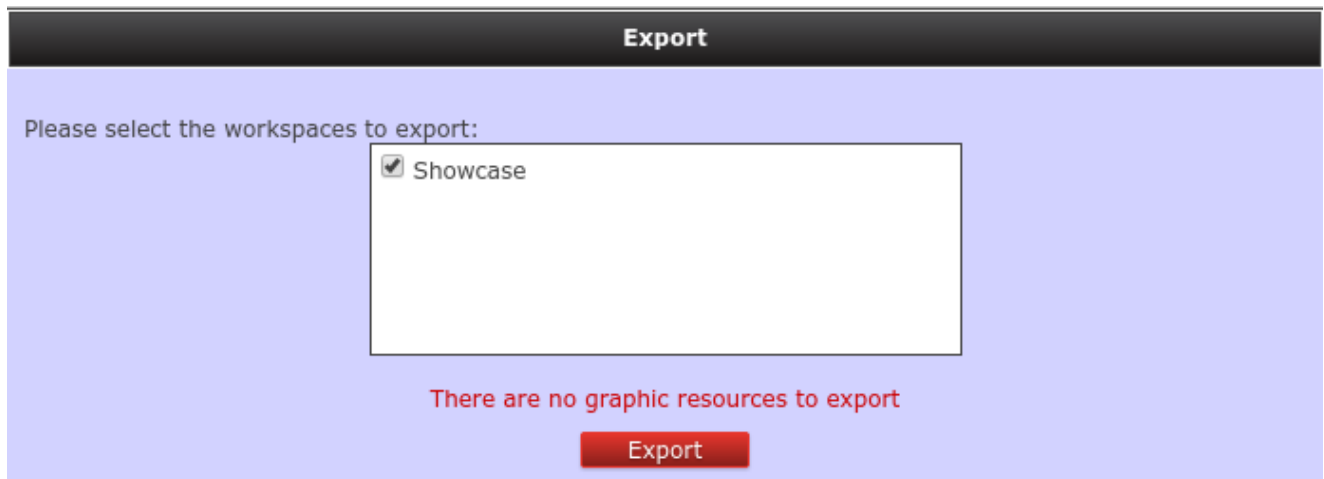 Export
Please select the workspaces to export:
Showcase
There are no graphic resources to export
Export